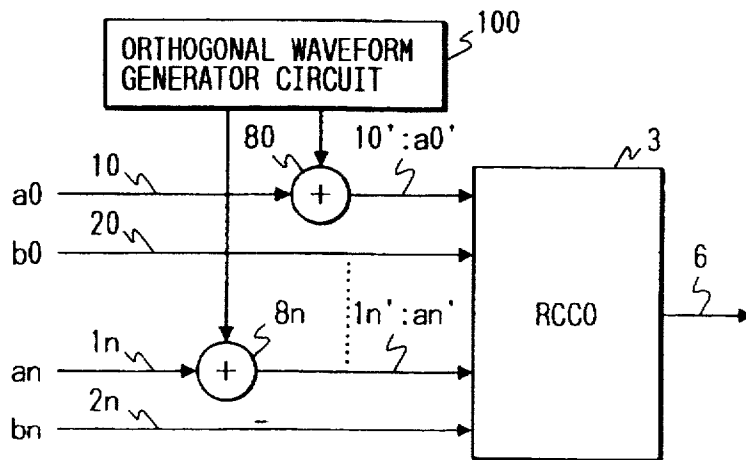 100
ORTHOGONAL WAVEFORM
GENERATOR CIRCUIT
80
10':a0'
3
10
a0
+
20
b0
6
8n
1n':an'
RCCO
1n
an
+
2n
bn